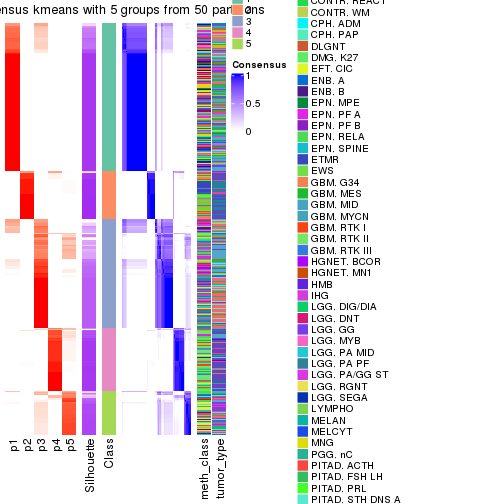 ensus kmeans with 5 groups from 50 partitions
2
3
4
5
Consensus
1
0.5
0
p1
p2
p3
p4
p5
Silhouette
Class
meth_class
tumor_type
CONTR. REACT
CONTR. WM
CPH. ADM
CPH. PAP
DLGNT
DMG. K27
EFT. CIC
ENB. A
ENB. B
EPN. MPE
EPN. PF A
EPN. PF B
EPN. RELA
EPN. SPINE
ETMR
EWS
GBM. G34
GBM. MES
GBM. MID
GBM. MYCN
GBM. RTK I
GBM. RTK II
GBM. RTK III
HGNET. BCOR
HGNET. MN1
HMB
IHG
LGG. DIG/DIA
LGG. DNT
LGG. GG
LGG. MYB
LGG. PA MID
LGG. PA PF
LGG. PA/GG ST
LGG. RGNT
LGG. SEGA
LYMPHO
MELAN
MELCYT
MNG
PGG. nC
PITAD. ACTH
PITAD. FSH LH
PITAD. PRL
PITAD. STH DNS A